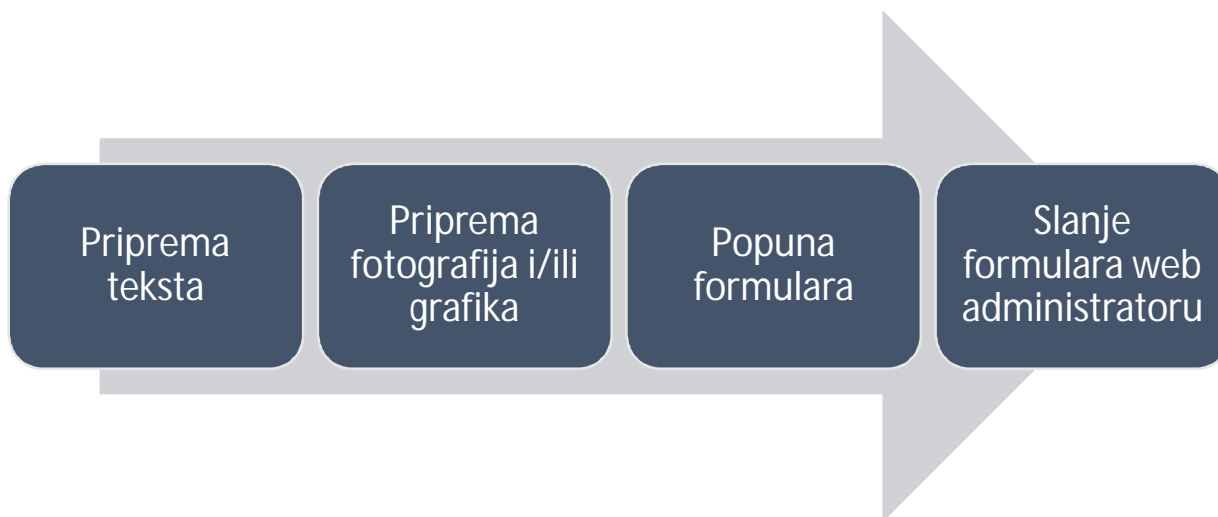 Priprema
teksta
Priprema
fotografija i/ili
grafika
Popuna
formulara
Slanje
formulara web
administratoru